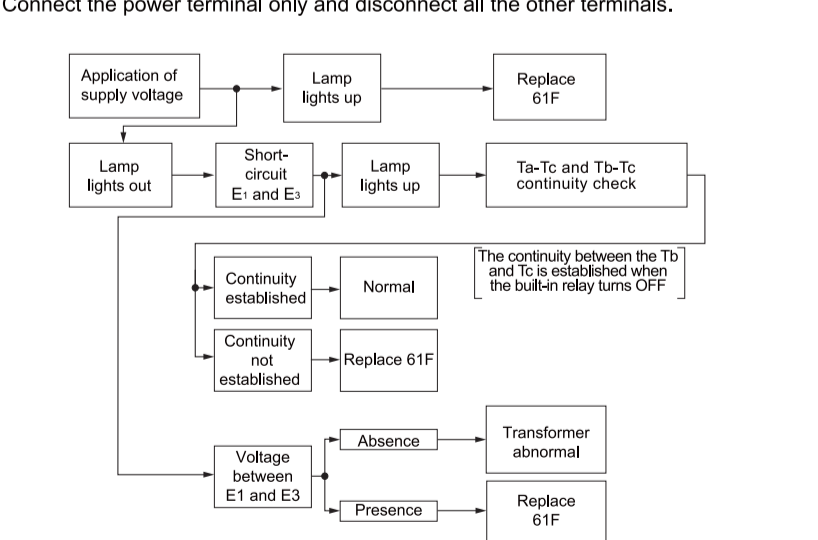 Connect the power terminal only and disconnect all the other terminals.
Application of
supply voltage
Lamp
lights up
Replace
61F
Lamp
lights out
Short-
circuit
E1 and E3
Lamp
lights up
Ta-Tc and Tb-Tc
continuity check
The continuity between the Tb
and Tc is established when
the built-in relay turns OFF
Continuity
established
Normal
Continuity
not
established
Replace 61F
Voltage
between
E1 and E3
Absence
Transformer
abnormal
Presence
Replace
61F